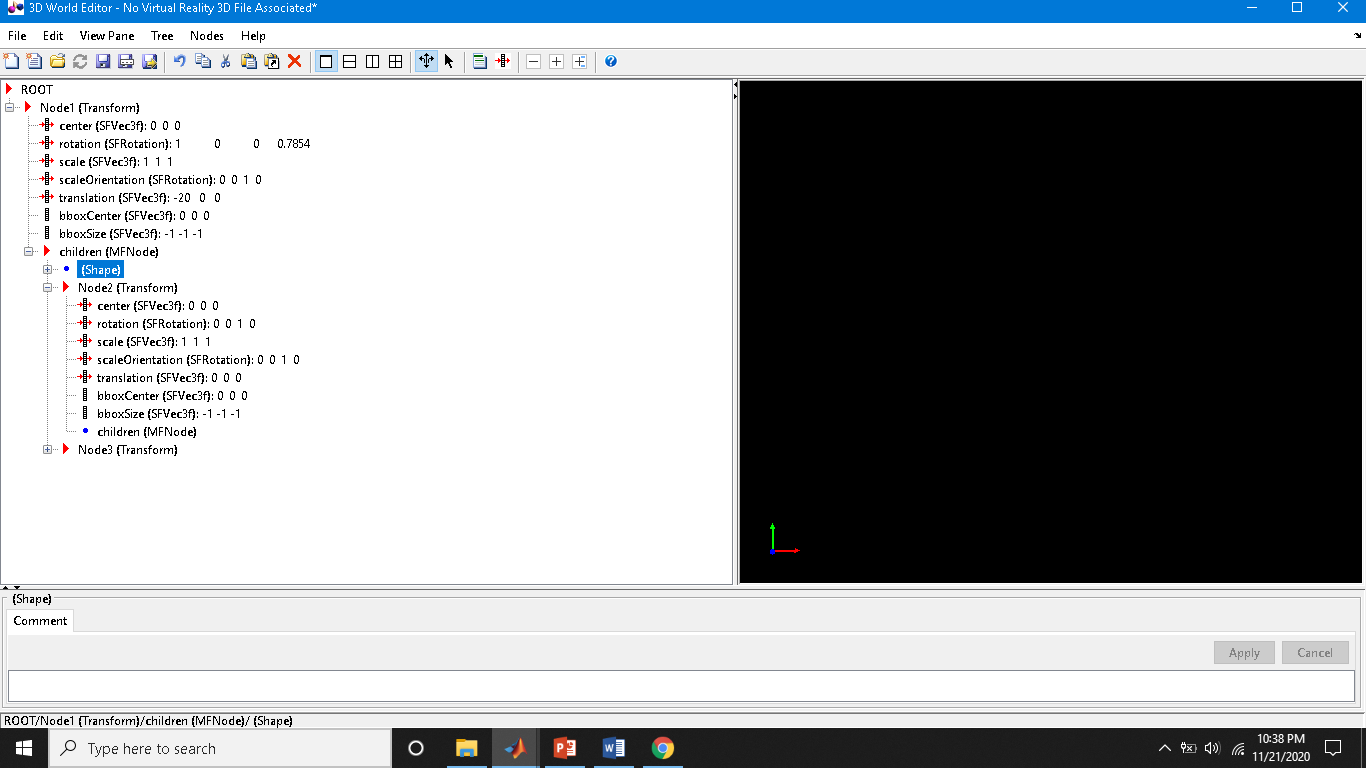 3D World Editor - No Virtual Reality 3D File Associated*
File Edit View Pane Tree Nodes Help
ROOT
Node1 (Transform)
center (SFVec3f): 0 0 0
rotation (SFRotation): 1 0 0 0.7854
scale (SFVec3f): 1 1 1
scaleOrientation (SFRotation): 0 0 1 0
translation (SFVec3f): -20 0 0
bboxCenter (SFVec3f): 0 0 0
bboxSize (SFVec3f): -1 -1 -1
children (MFNode)
(Shape)
Node2 (Transform)
center (SFVec3f): 0 0 0
rotation (SFRotation): 0 0 1 0
scale (SFVec3f): 1 1 1
scaleOrientation (SFRotation): 0 0 1 0
translation (SFVec3f): 0 0 0
bboxCenter (SFVec3f): 0 0 0
bboxSize (SFVec3f): -1 -1 -1
children (MFNode)
Node3 (Transform)
(Shape)
Comment
Apply Cancel
ROOT/Node1 (Transform)/children (MFNode)/ (Shape)
Type here to search
10:38 PM
11/21/2020